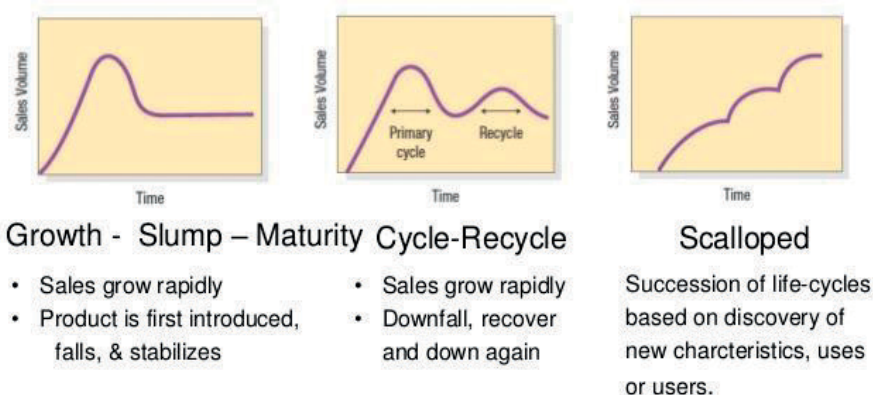 Sales Volume
Time
Sales Volume
Primary
cycle
Recycle
Time
Sales Volume
Time
Growth - Slump – Maturity
• Sales grow rapidly
• Product is first introduced,
falls, & stabilizes
Cycle-Recycle
• Sales grow rapidly
• Downfall, recover
and down again
Scalloped
Succession of life-cycles
based on discovery of
new charcteristics, uses
or users.